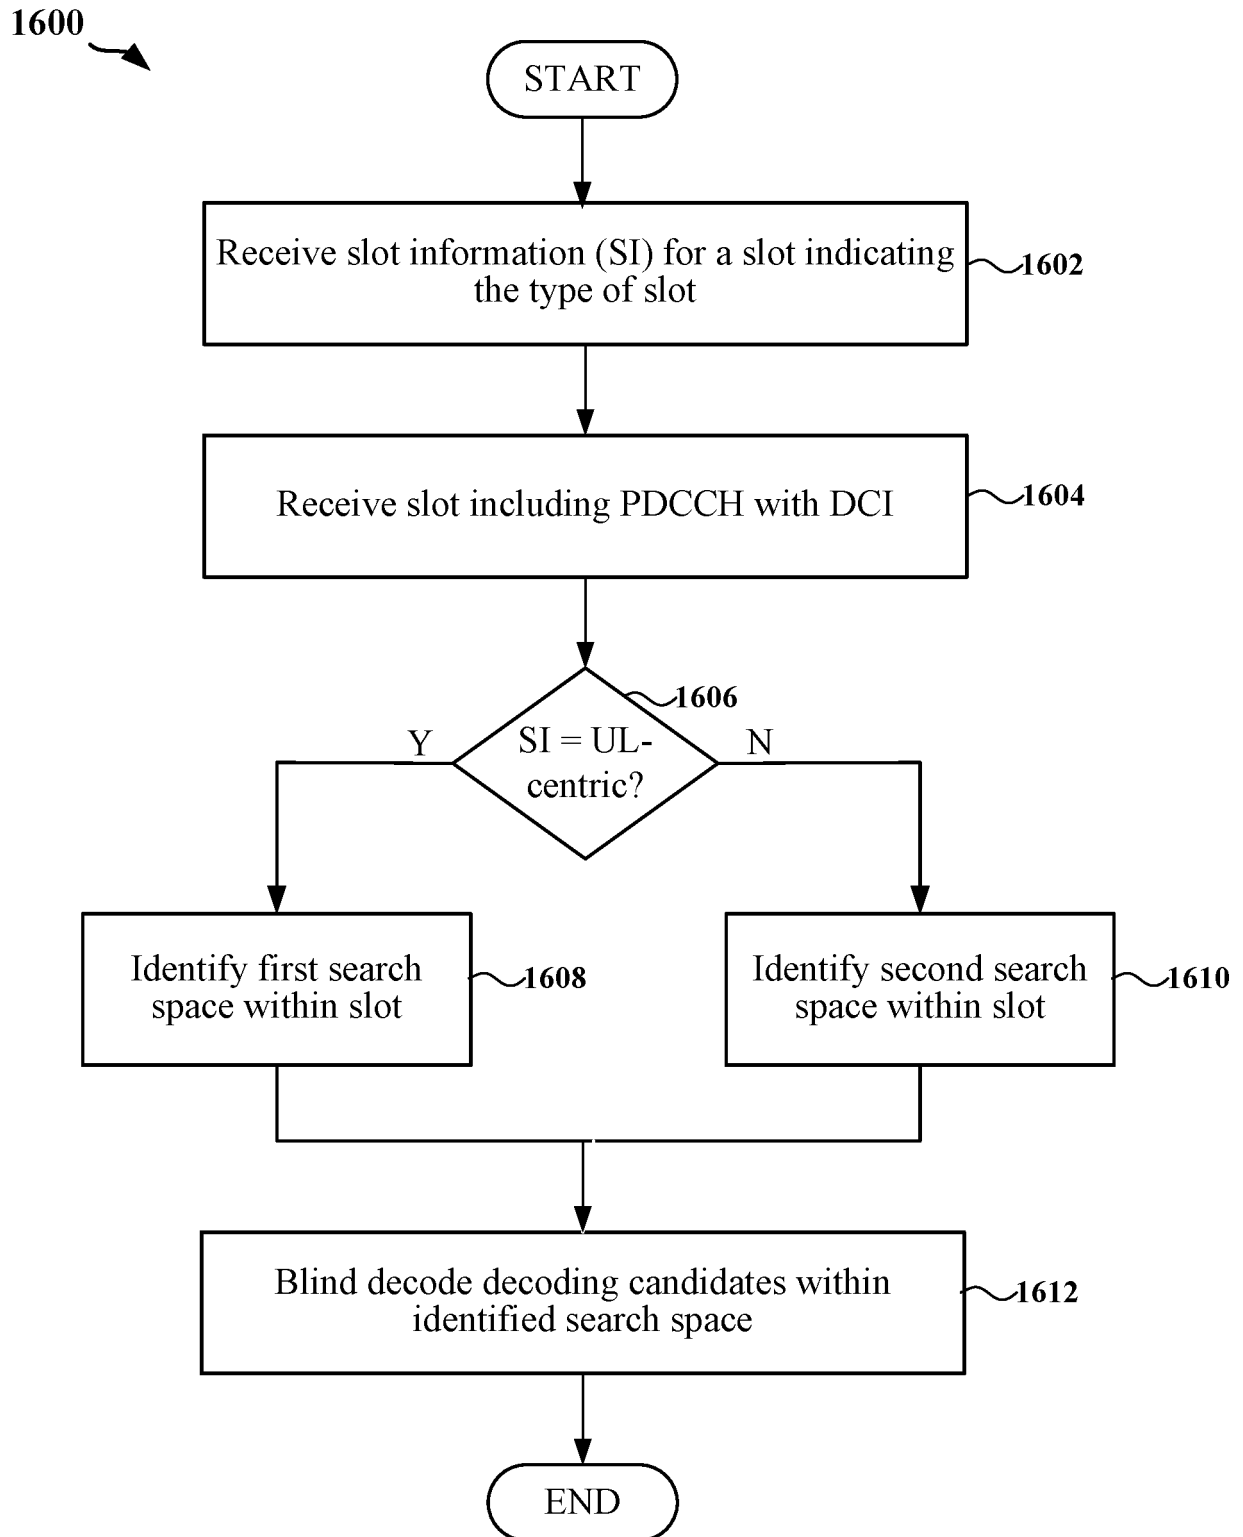 1600
START
Receive slot information (SI) for a slot indicating
the type of slot
1602
Receive slot including PDCCH with DCI
1604
1606
SI = UL-
centric?
Y
N
Identify first search
space within slot
1608
Identify second search
space within slot
1610
Blind decode decoding candidates within
identified search space
1612
END